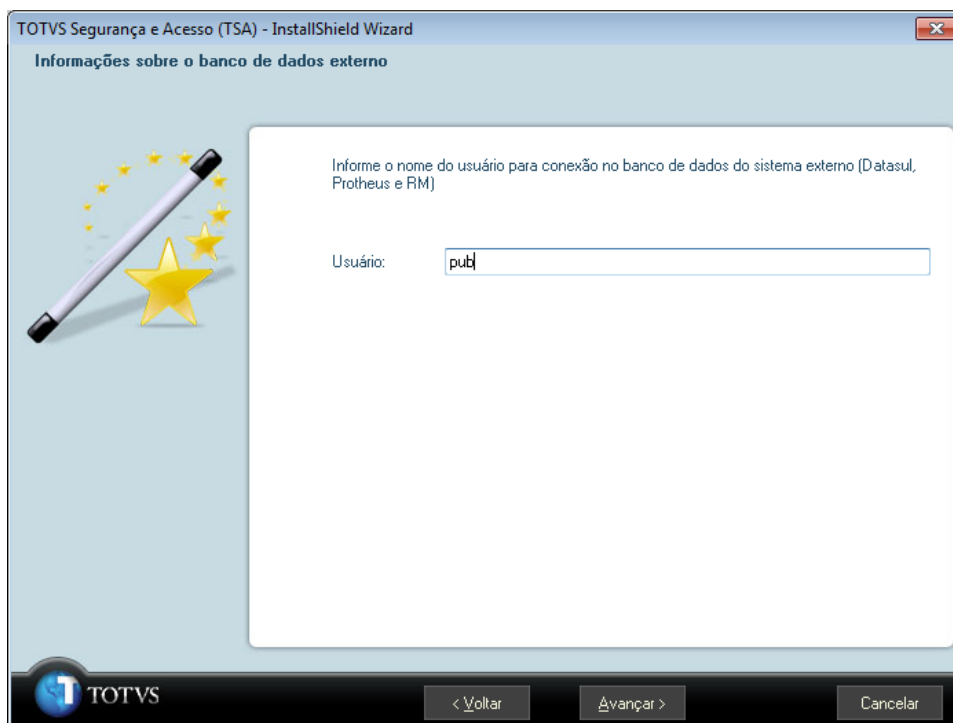 TOTVS Segurança e Acesso (TSA) - InstallShield Wizard
Informações sobre o banco de dados externo
Informe o nome do usuário para conexão no banco de dados do sistema externo (Datasul,
Protheus e RM)
Usuário: pub
TOTVS
< Voltar Avançar > Cancelar